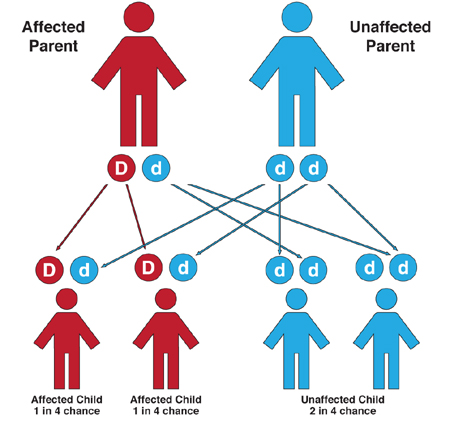 Affected
Parent
Unaffected
Parent
D d d d
D d D d d d d d
Affected Child
1 in 4 chance
Affected Child
1 in 4 chance
Unaffected Child
2 in 4 chance